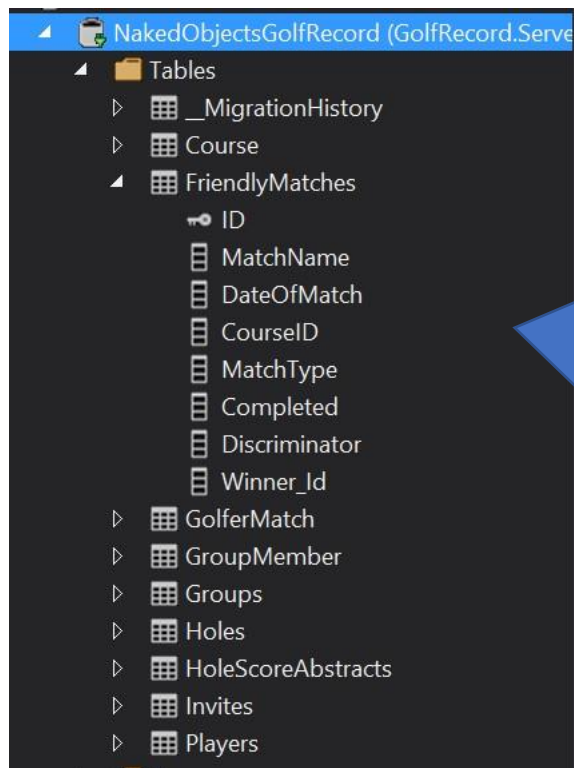 NakedObjectsGolfRecord (GolfRecord.Serve
Tables
__MigrationHistory
Course
FriendlyMatches
ID
MatchName
DateOfMatch
CourseID
MatchType
Completed
Discriminator
Winner_Id
GolferMatch
GroupMember
Groups
Holes
HoleScoreAbstracts
Invites
Players